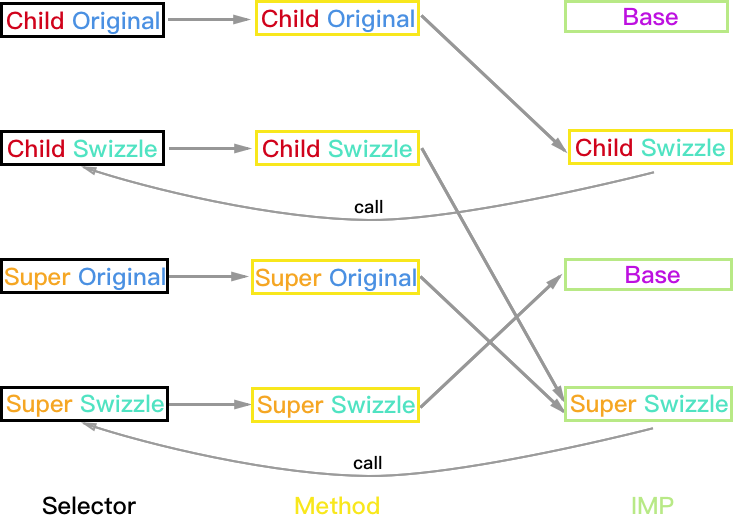 Child Original
Child Original
Base
Child Swizzle
Child Swizzle
Child Swizzle
call
Super Original
Super Original
Base
Super Swizzle
Super Swizzle
Super Swizzle
call
Selector
Method
IMP